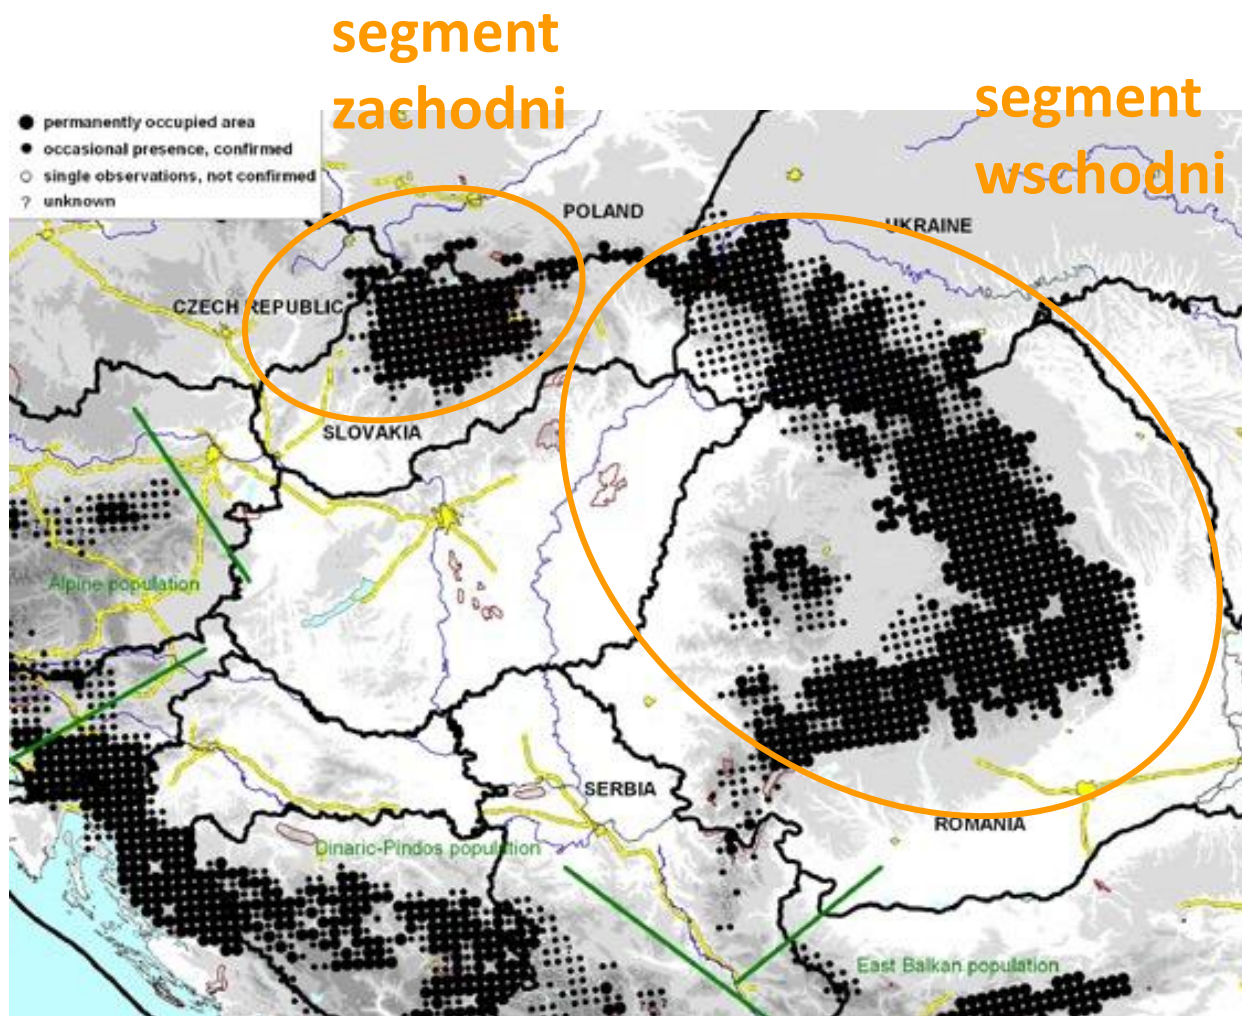 segment
zachodni
segment
wschodni
permanently occupied area
occasional presence, confirmed
single observations, not confirmed
? unknown
POLAND
UKRAINE
CZECH REPUBLIC
SLOVAKIA
Alpine population
SERBIA
ROMANIA
Dinaric-Pindos population
East Balkan population